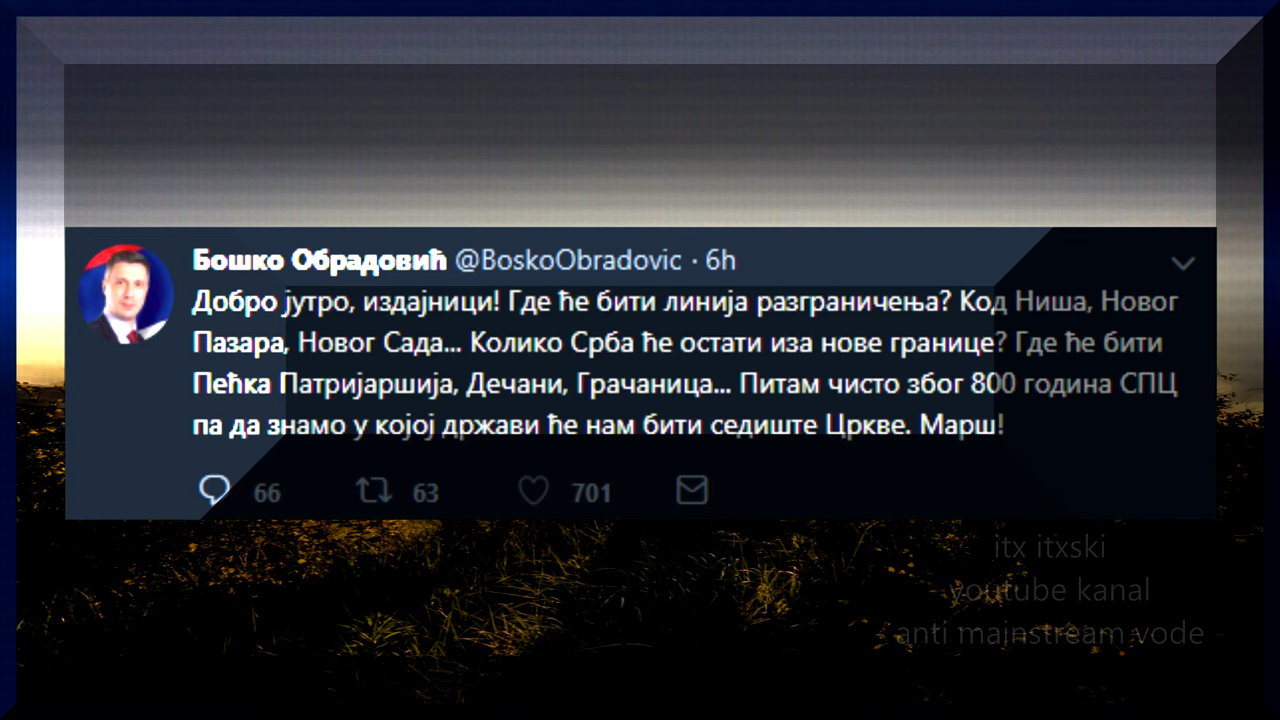 Бошко Обрадовић @BoskoObradovic · 6h
Добро јутро, издајници! Где ће бити линија разграничења? Код Ниша, Новог
Пазара, Новог Сада... Колико Срба ће остати иза нове границе? Где ће бити
Пећка Патријаршија, Дечани, Грачаница... Питам чисто због 800 година СПЦ
па да знамо у којој држави ће нам бити седиште Цркве. Марш!
66 63 701
itx itxski
youtube kanal
- anti mainstream vode -